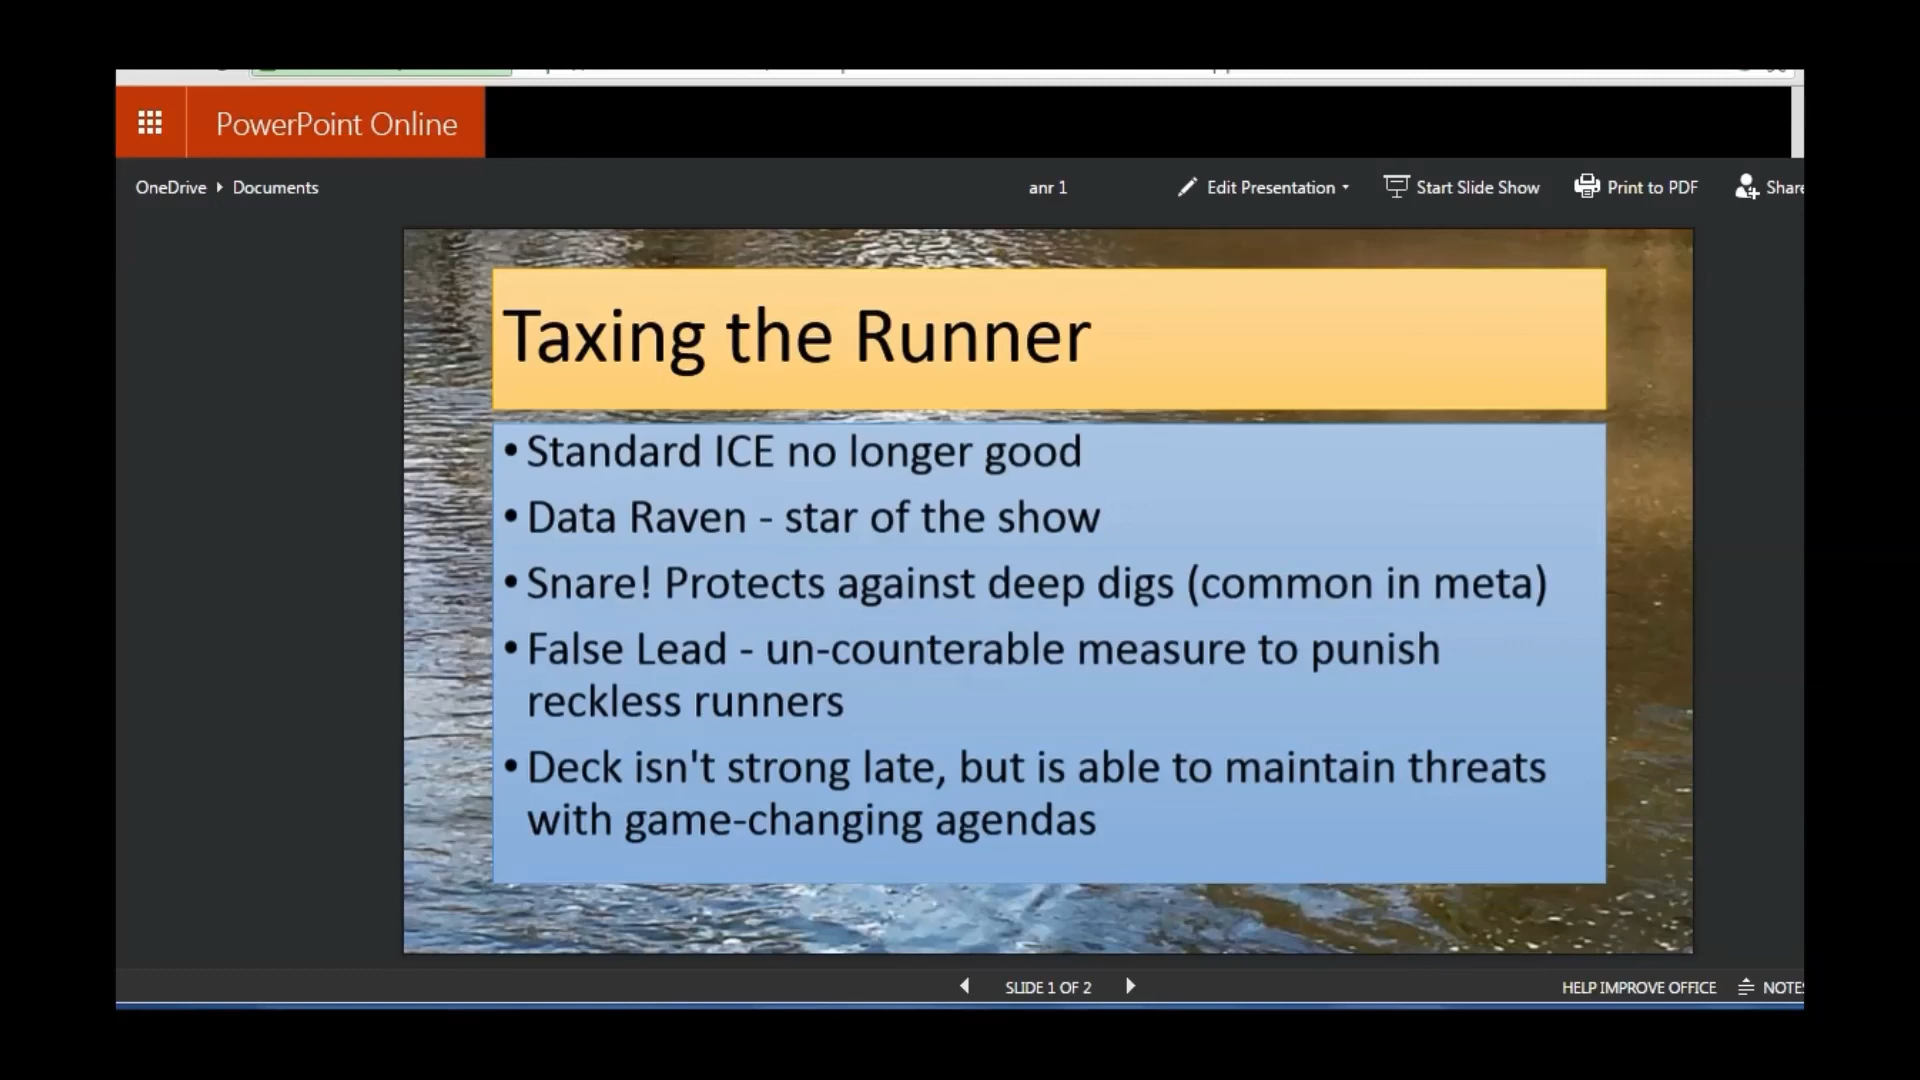 PowerPoint Online
OneDrive Documents
anr 1
Edit Presentation
Start Slide Show
Print to PDF
Share
Taxing the Runner
• Standard ICE no longer good
• Data Raven - star of the show
• Snare! Protects against deep digs (common in meta)
• False Lead - un-counterable measure to punish
reckless runners
• Deck isn't strong late, but is able to maintain threats
with game-changing agendas
SLIDE 1 OF 2
HELP IMPROVE OFFICE
NOTES